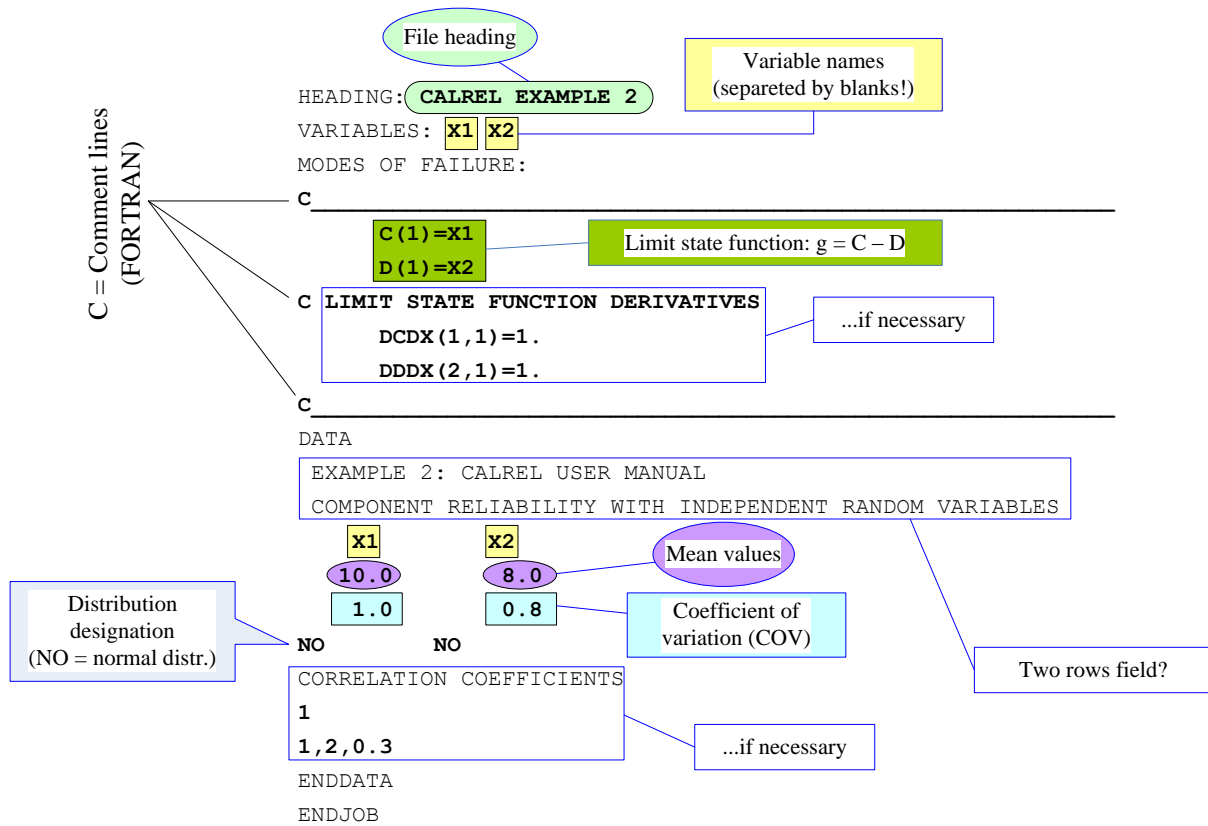 File heading
Variable names
(separeted by blanks!)
HEADING: CALREL EXAMPLE 2
VARIABLES: X1 X2
MODES OF FAILURE:
C = Comment lines
(FORTRAN)
C
C(1)=X1
D(1)=X2
Limit state function: g = C – D
C LIMIT STATE FUNCTION DERIVATIVES
DCDX(1,1)=1.
DDDX(2,1)=1.
...if necessary
C
DATA
EXAMPLE 2: CALREL USER MANUAL
COMPONENT RELIABILITY WITH INDEPENDENT RANDOM VARIABLES
X1 X2
10.0 8.0
Mean values
1.0 0.8
Coefficient of
variation (COV)
Distribution
designation
(NO = normal distr.)
NO NO
Two rows field?
CORRELATION COEFFICIENTS
1
1,2,0.3
...if necessary
ENDDATA
ENDJOB